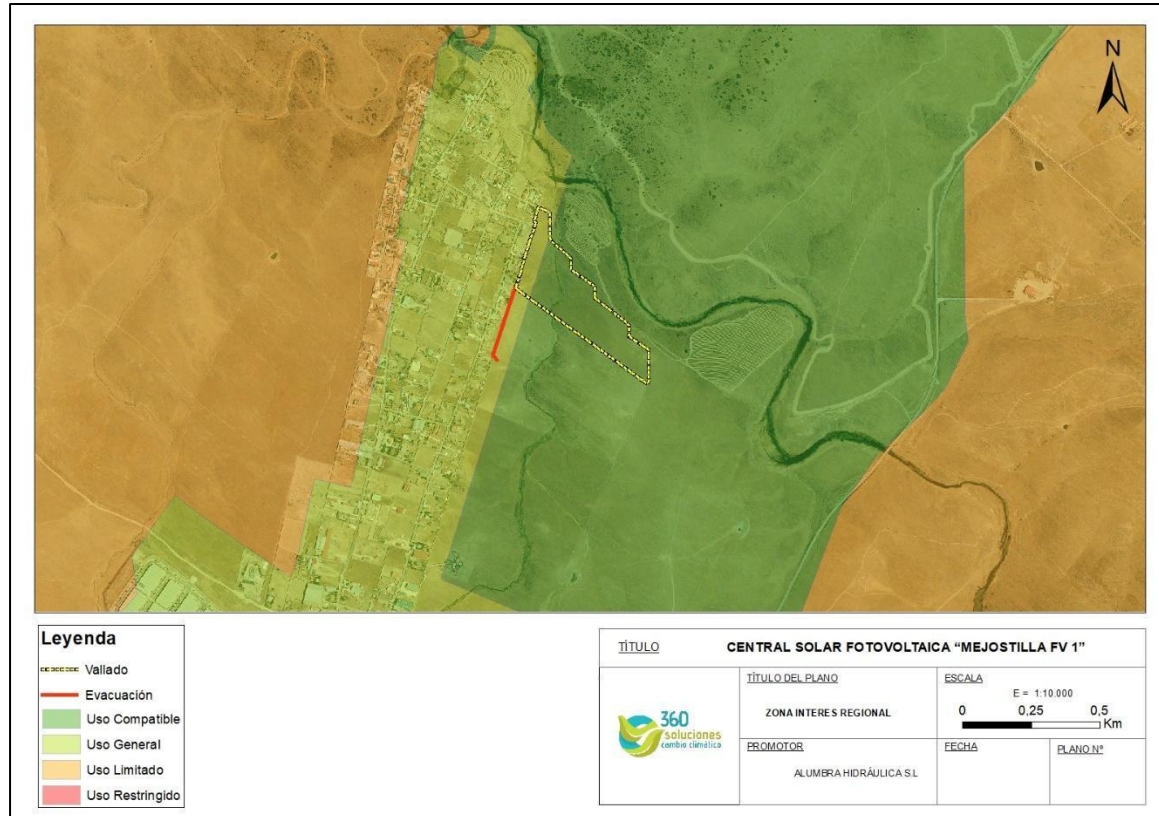 N
Leyenda
Vallado
Evacuación
Uso Compatible
Uso General
Uso Limitado
Uso Restringido
TÍTULO
CENTRAL SOLAR FOTOVOLTAICA “MEJOSTILLA FV 1”
360
soluciones
cambio climático
TÍTULO DEL PLANO
ZONA INTERES REGIONAL
ESCALA
E = 1:10.000
0 0,25 0,5
Km
PROMOTOR
ALUMBRA HIDRÁULICA S.L
FECHA
PLANO Nº